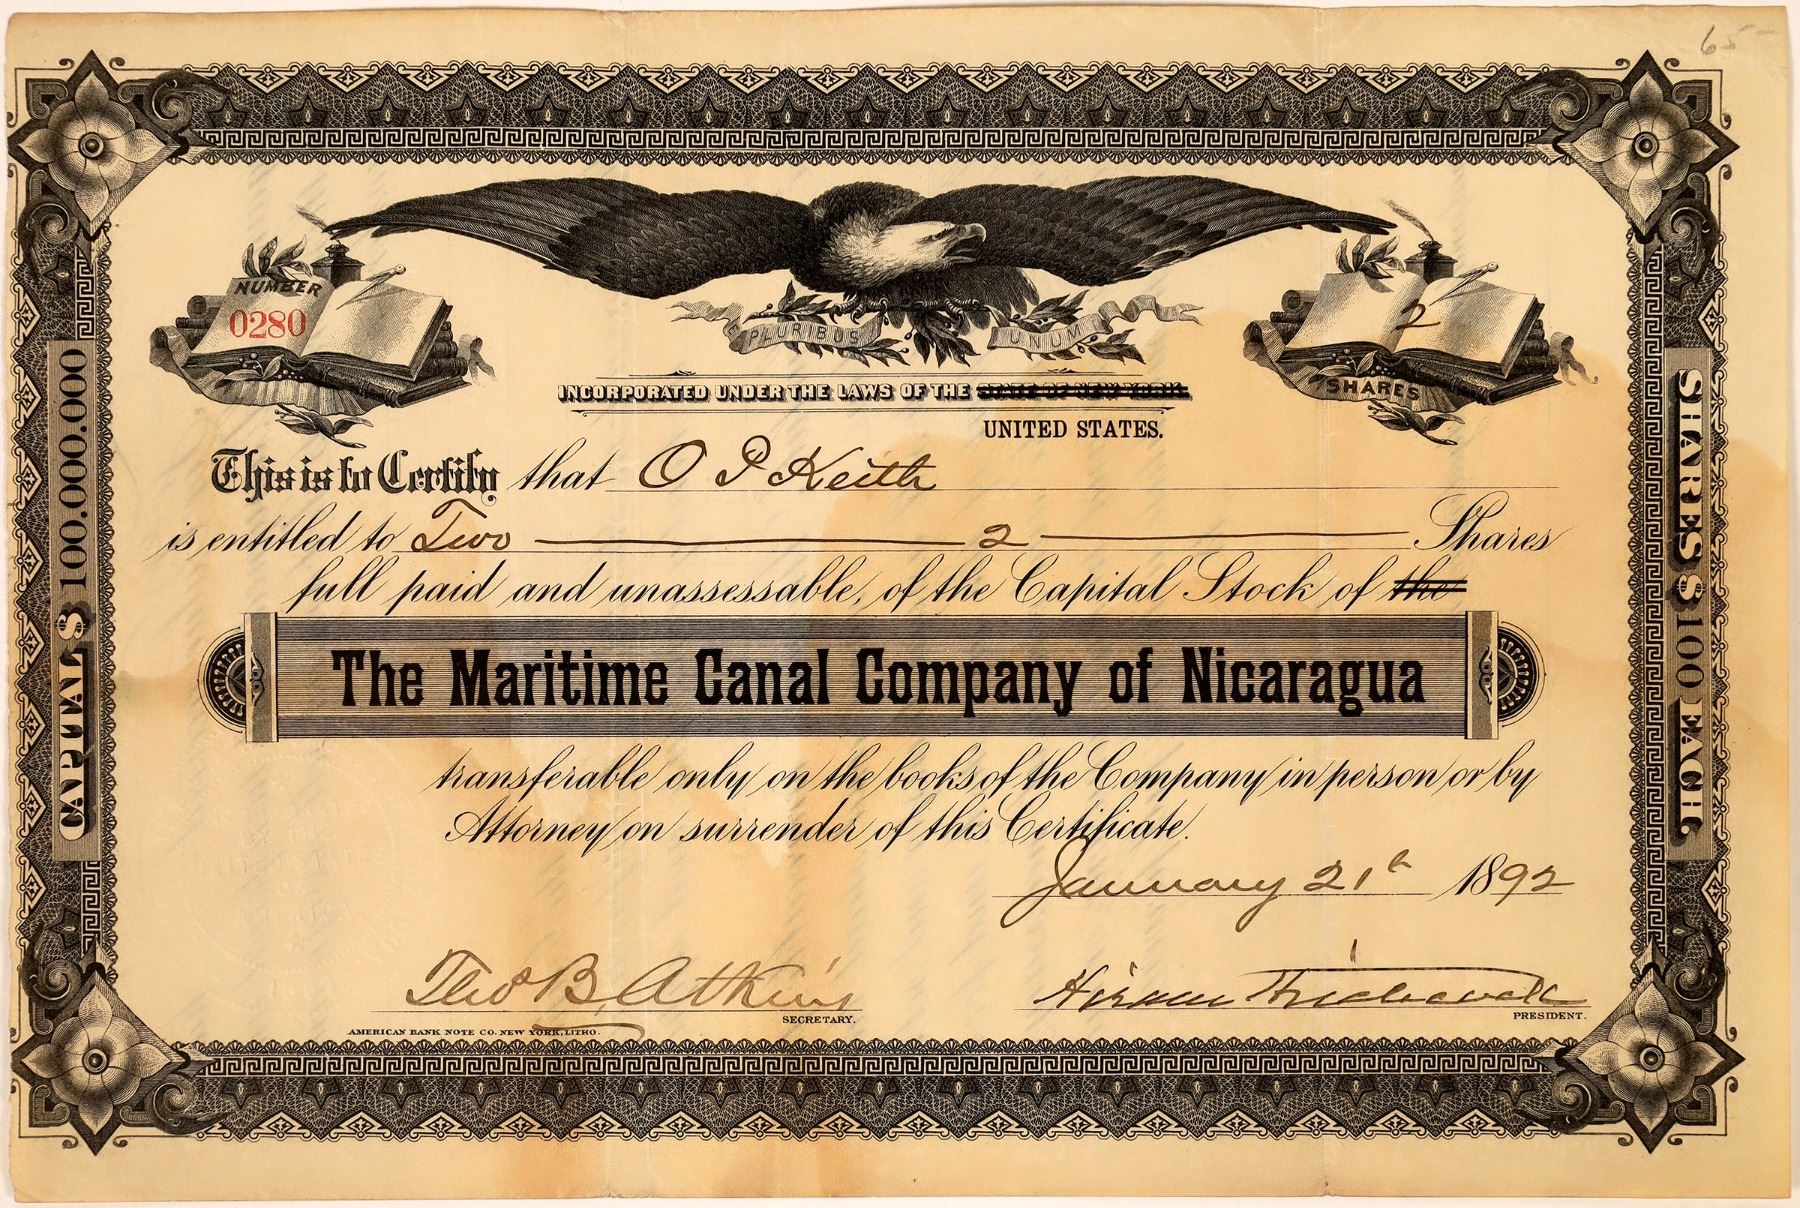 65
NUMBER
0280
E PLURIBUS UNUM
2
SHARES
INCORPORATED UNDER THE LAWS OF THE STATE OF NEW YORK.
UNITED STATES.
This is to Certify that O P Keith
is entitled to Two 2 Shares
full paid and unassessable, of the Capital Stock of the
The Maritime Canal Company of Nicaragua
transferable only on the books of the Company in person or by
Attorney on surrender of this Certificate.
January 21th 1892
Theo B. Atkins
SECRETARY.
Hiram Hitchcock
PRESIDENT.
AMERICAN BANK NOTE CO. NEW YORK, LITHO.
CAPITAL $ 100.000.000
SHARES $ 100 EACH